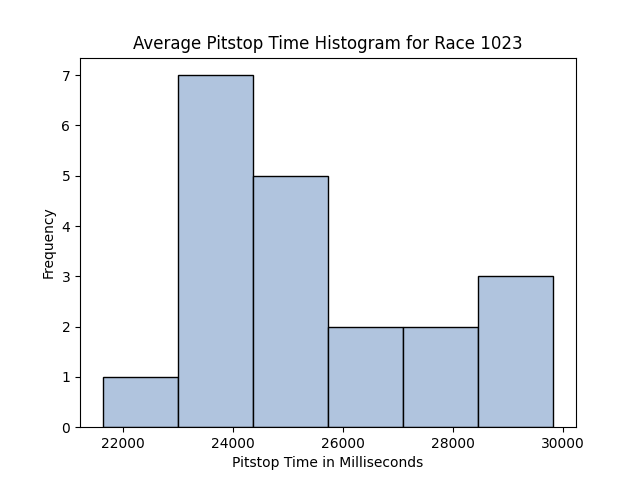 Average Pitstop Time Histogram for Race 1023
7
6
5
4
3
2
1
0
Frequency
22000 24000 26000 28000 30000
Pitstop Time in Milliseconds